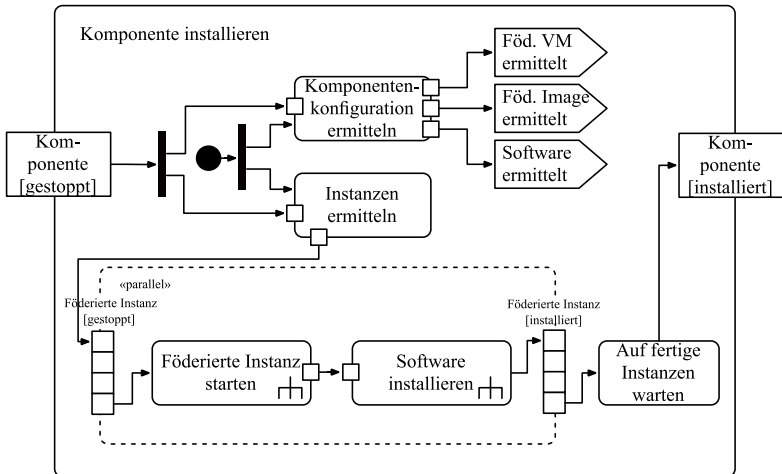 Komponente installieren
Föd. VM
ermittelt
Komponenten-
konfiguration
ermitteln
Föd. Image
ermittelt
Kom-
ponente
[gestoppt]
Software
ermittelt
Kom-
ponente
[installiert]
Instanzen
ermitteln
«parallel»
Föderierte Instanz
[gestoppt]
Föderierte Instanz
[installiert]
Föderierte Instanz
starten
Software
installieren
Auf fertige
Instanzen
warten